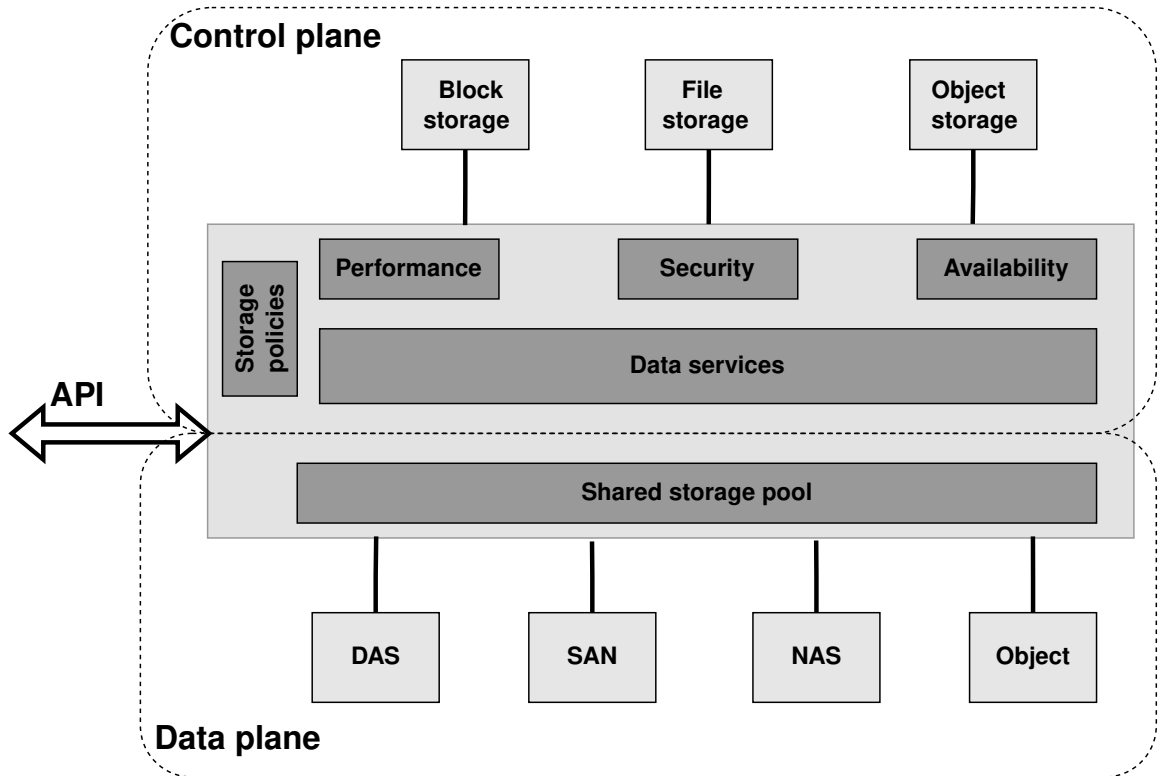 Control plane
Block
storage
File
storage
Object
storage
Performance
Security
Availability
Storage
policies
Data services
API
Shared storage pool
DAS
SAN
NAS
Object
Data plane